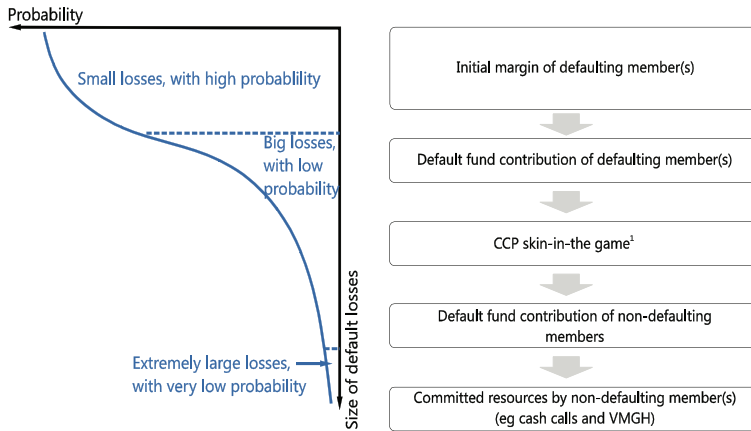 Probability
Small losses, with high probablility
Big losses,
with low
probability
Extremely large losses,
with very low probability
Size of default losses
Initial margin of defaulting member(s)
Default fund contribution of defaulting member(s)
CCP skin-in-the game¹
Default fund contribution of non-defaulting
members
Committed resources by non-defaulting member(s)
(eg cash calls and VMGH)